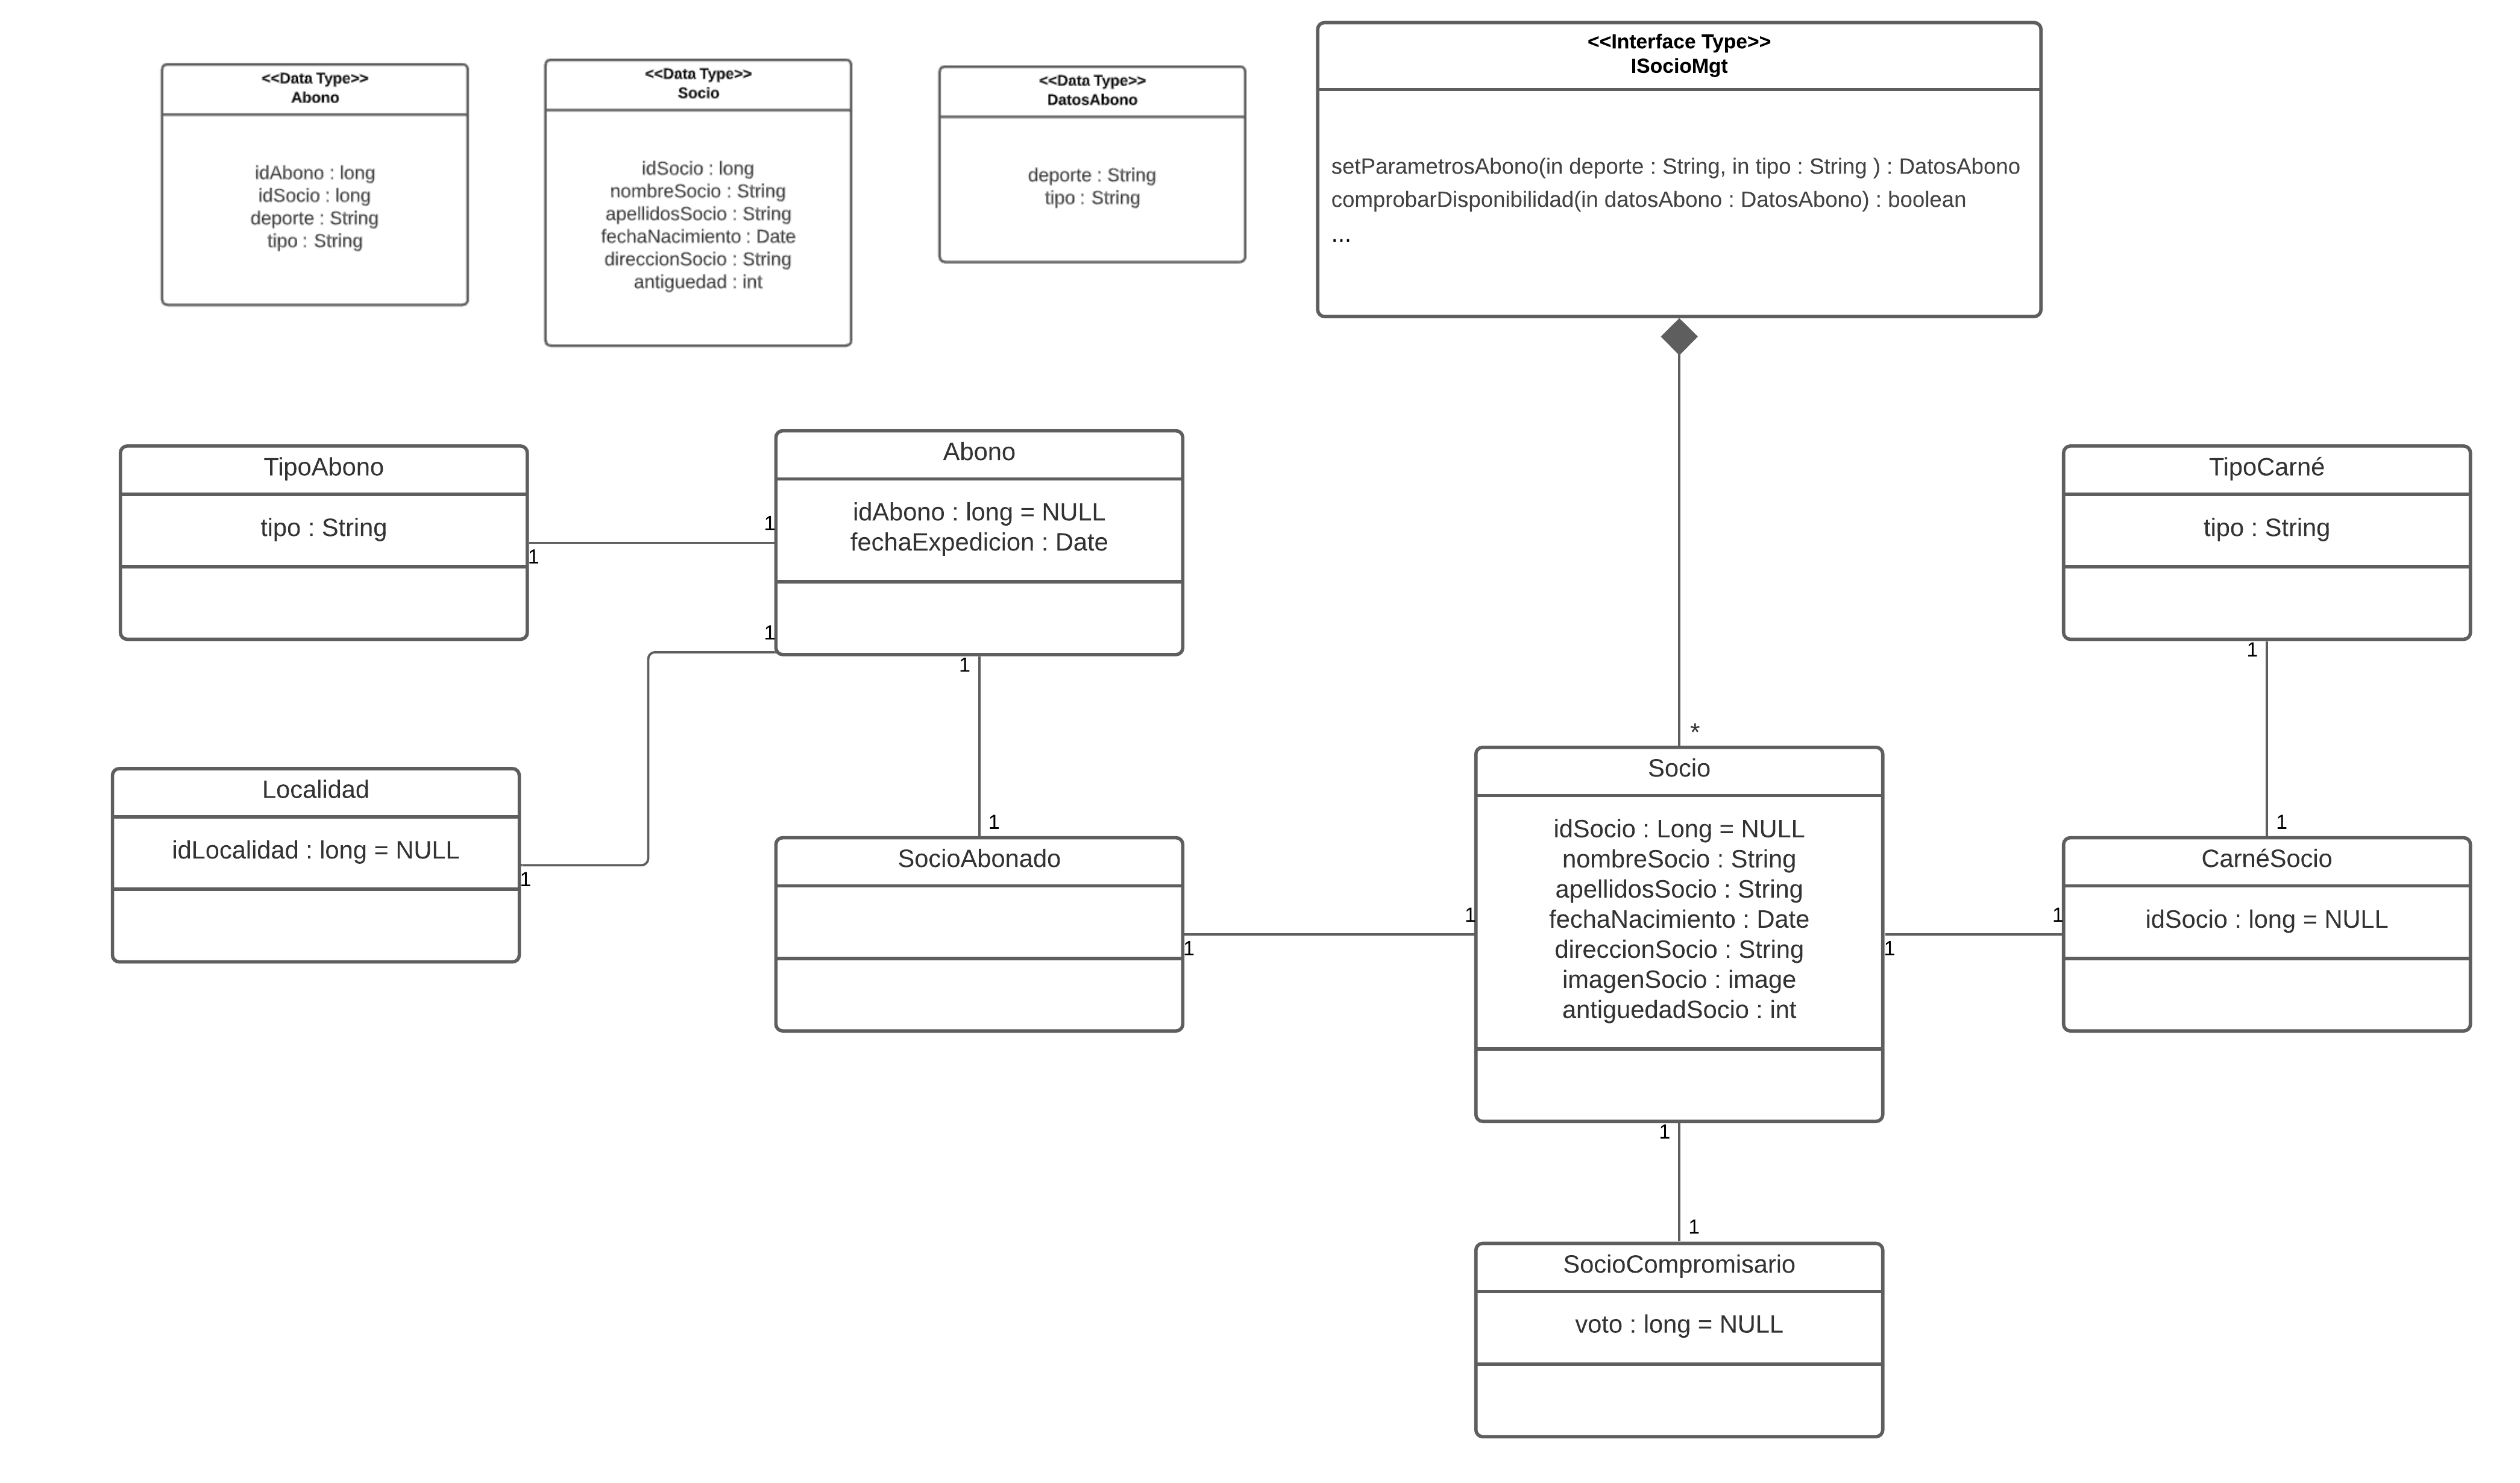 <<Data Type>>
Abono
idAbono : long
idSocio : long
deporte : String
tipo : String
<<Data Type>>
Socio
idSocio : long
nombreSocio : String
apellidosSocio : String
fechaNacimiento : Date
direccionSocio : String
antiguedad : int
<<Data Type>>
DatosAbono
deporte : String
tipo : String
<<Interface Type>>
ISocioMgt
setParametrosAbono(in deporte : String, in tipo : String ) : DatosAbono
comprobarDisponibilidad(in datosAbono : DatosAbono) : boolean
...
TipoAbono
tipo : String
1
1
Abono
idAbono : long = NULL
fechaExpedicion : Date
1
1
TipoCarné
tipo : String
1
*
Localidad
idLocalidad : long = NULL
1
1
SocioAbonado
1
1
Socio
idSocio : Long = NULL
nombreSocio : String
apellidosSocio : String
fechaNacimiento : Date
direccionSocio : String
imagenSocio : image
antiguedadSocio : int
1
1
1
CarnéSocio
idSocio : long = NULL
1
1
SocioCompromisario
voto : long = NULL